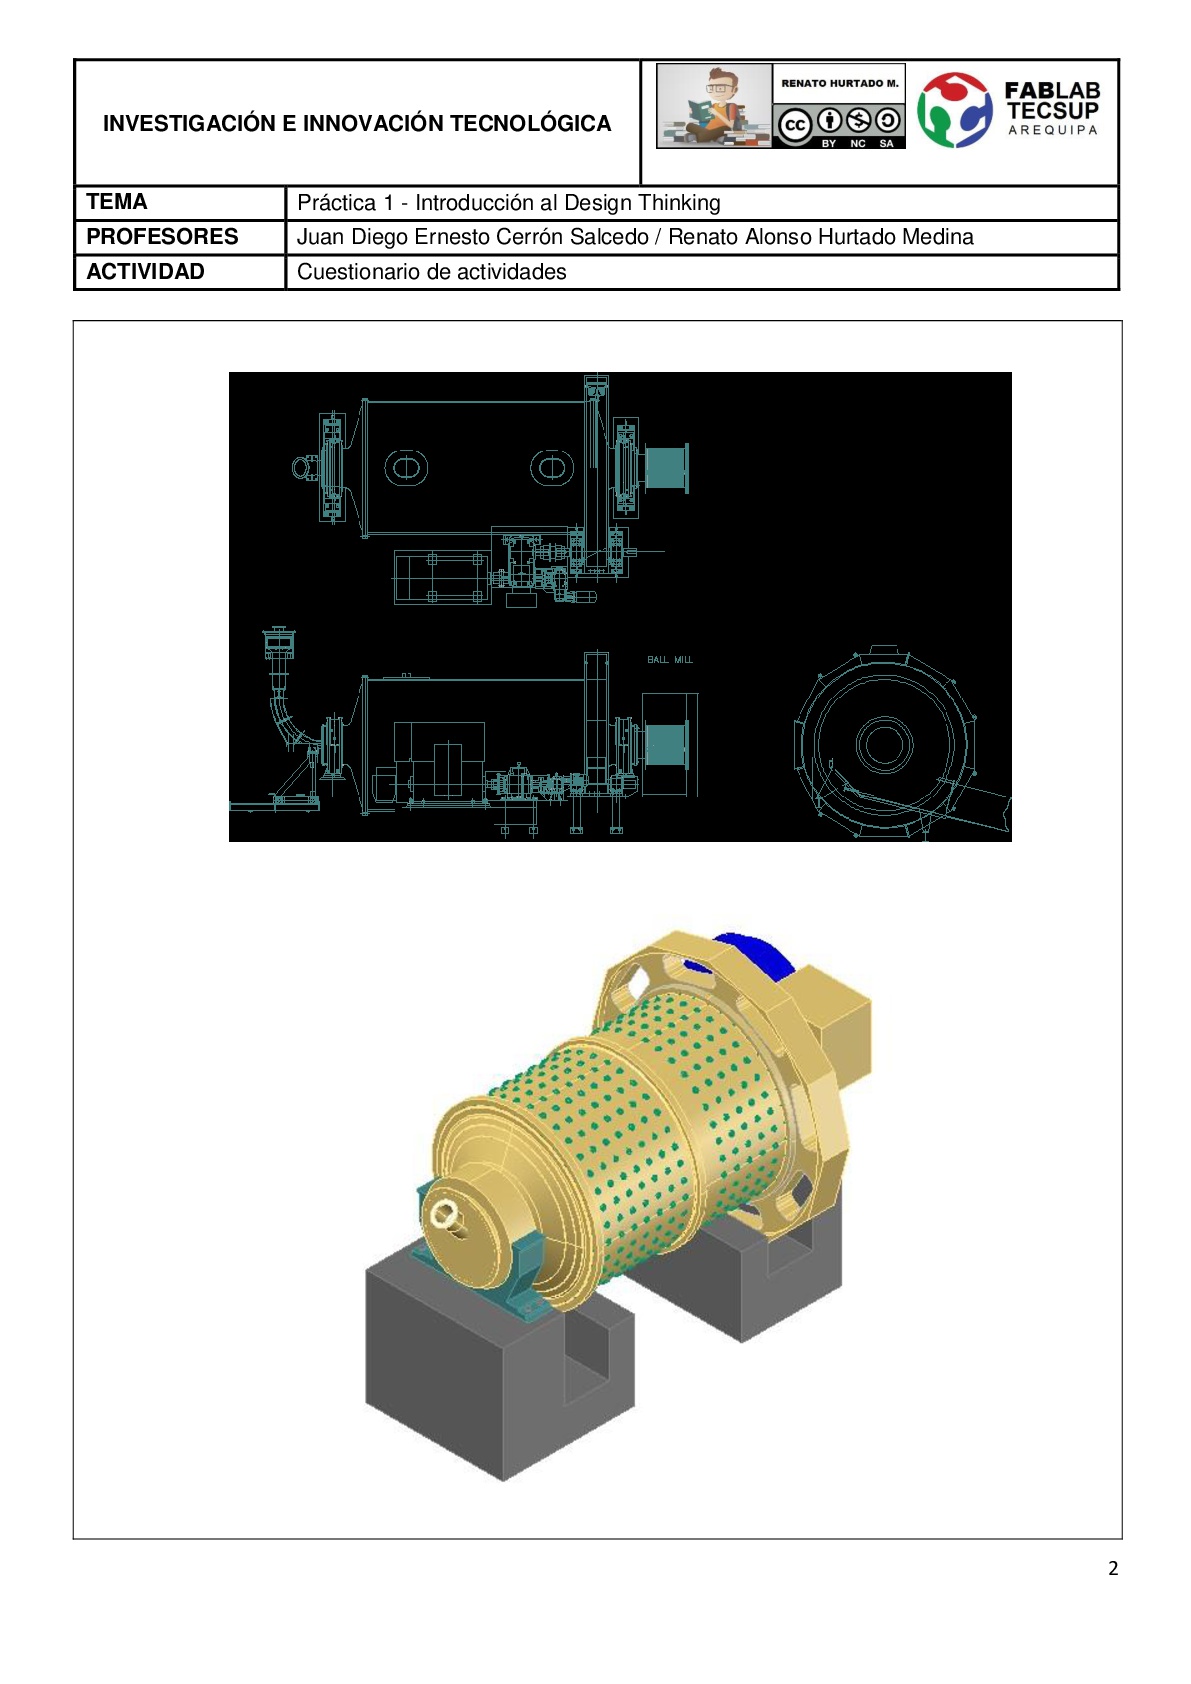 INVESTIGACIÓN E INNOVACIÓN TECNOLÓGICA
RENATO HURTADO M.
CC
BY NC SA
FABLAB
TECSUP
AREQUIPA
TEMA
Práctica 1 - Introducción al Design Thinking
PROFESORES
Juan Diego Ernesto Cerrón Salcedo / Renato Alonso Hurtado Medina
ACTIVIDAD
Cuestionario de actividades
BALL MILL
2